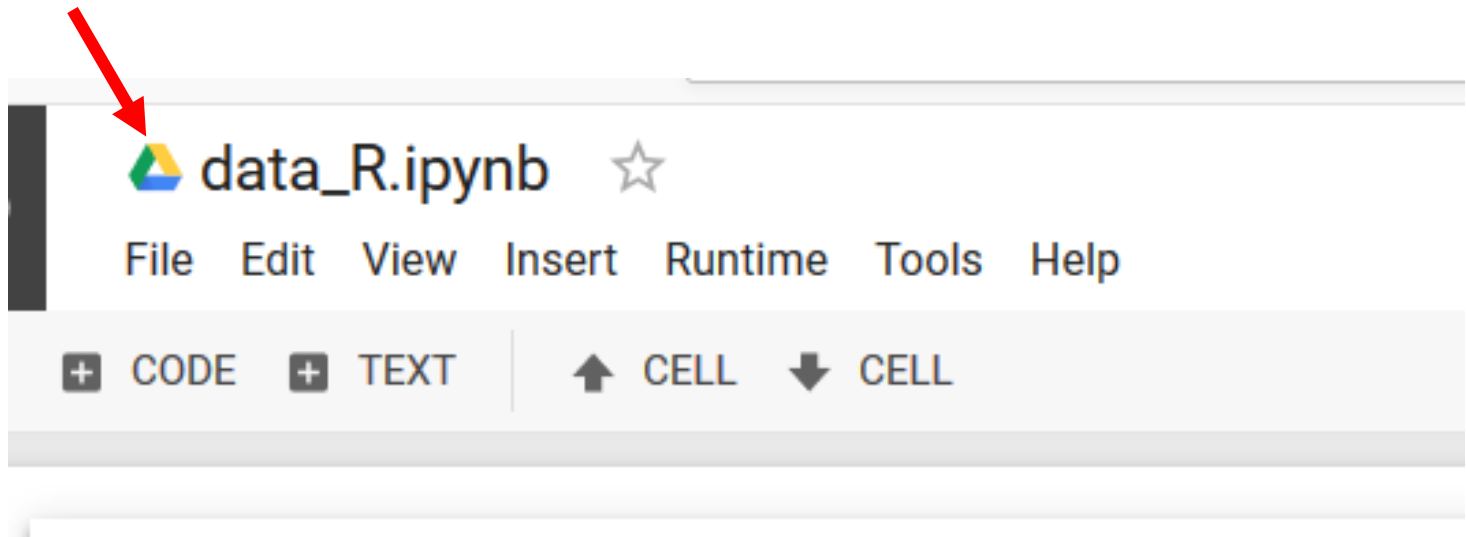 data_R.ipynb
File Edit View Insert Runtime Tools Help
CODE TEXT CELL CELL